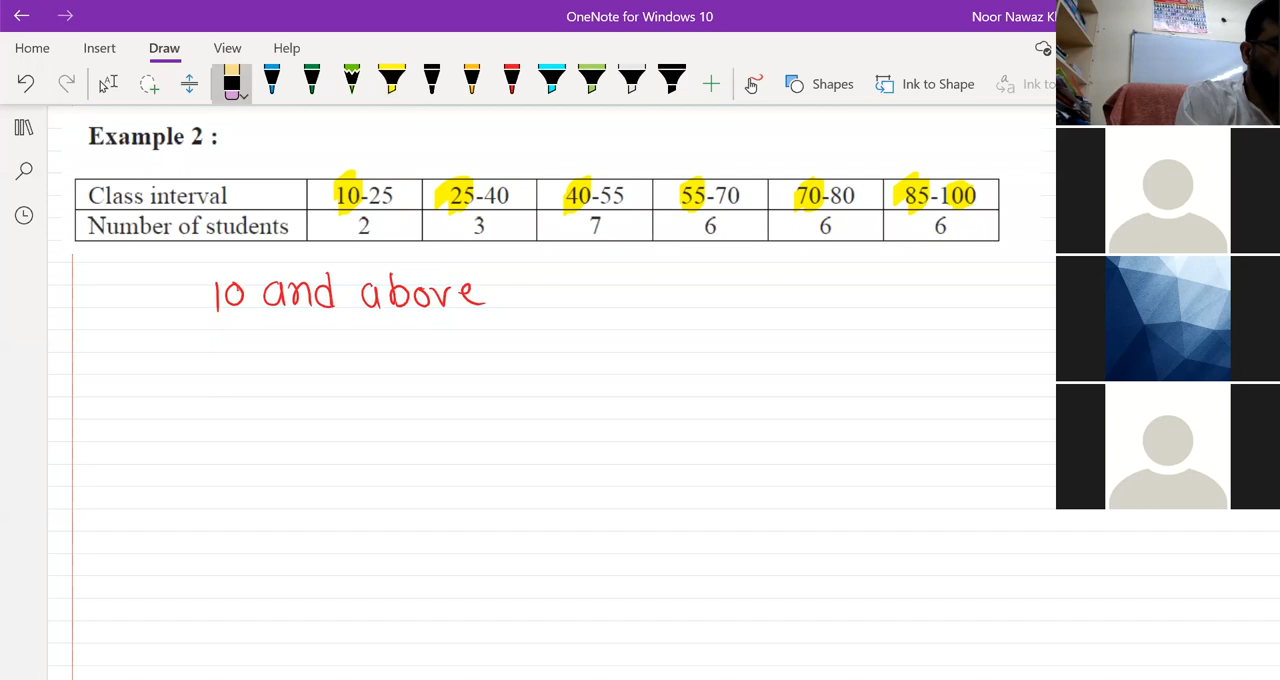 OneNote for Windows 10
Noor Nawaz K
Home Insert Draw View Help
Shapes Ink to Shape Ink to
Example 2 :
Class interval 10-25 25-40 40-55 55-70 70-80 85-100
Number of students 2 3 7 6 6 6
10 and above